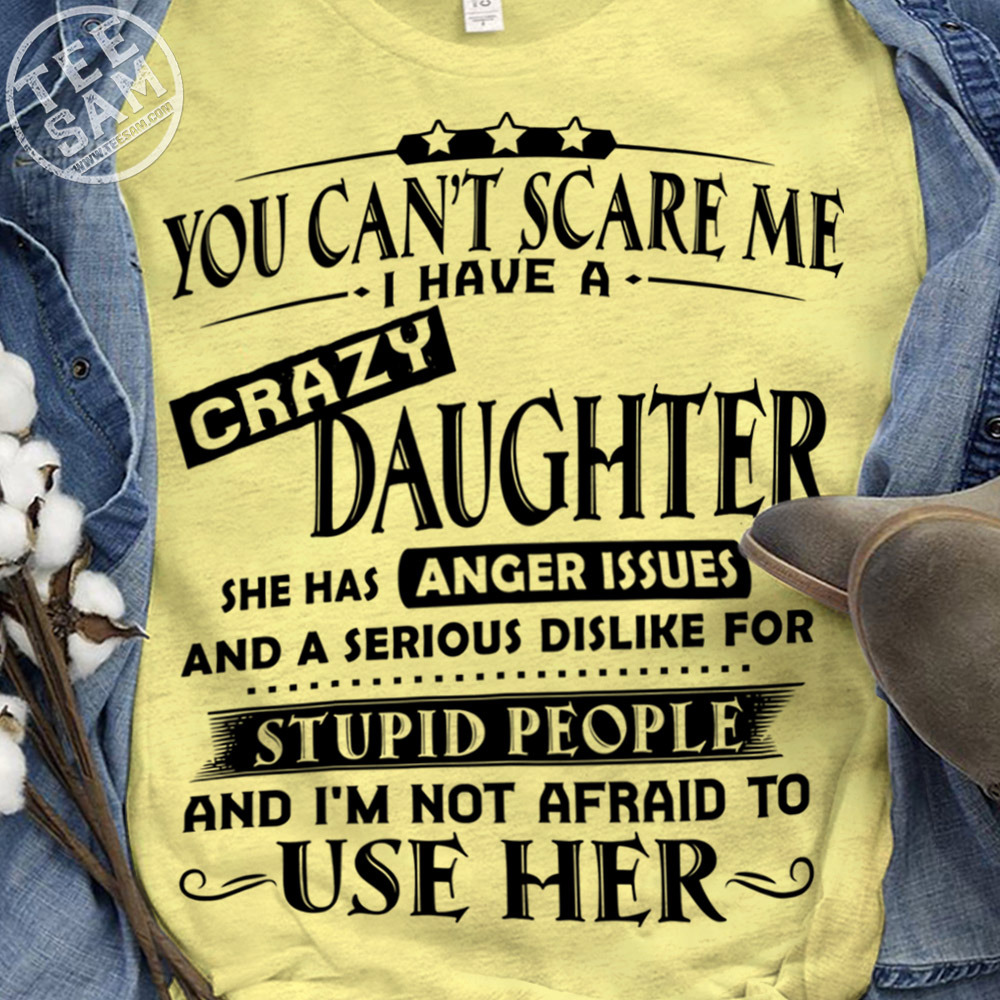 TEE
SAM
WWW.TEESAM.COM
YOU CAN'T SCARE ME
I HAVE A
CRAZY
DAUGHTER
SHE HAS ANGER ISSUES
AND A SERIOUS DISLIKE FOR
STUPID PEOPLE
AND I'M NOT AFRAID TO
USE HER